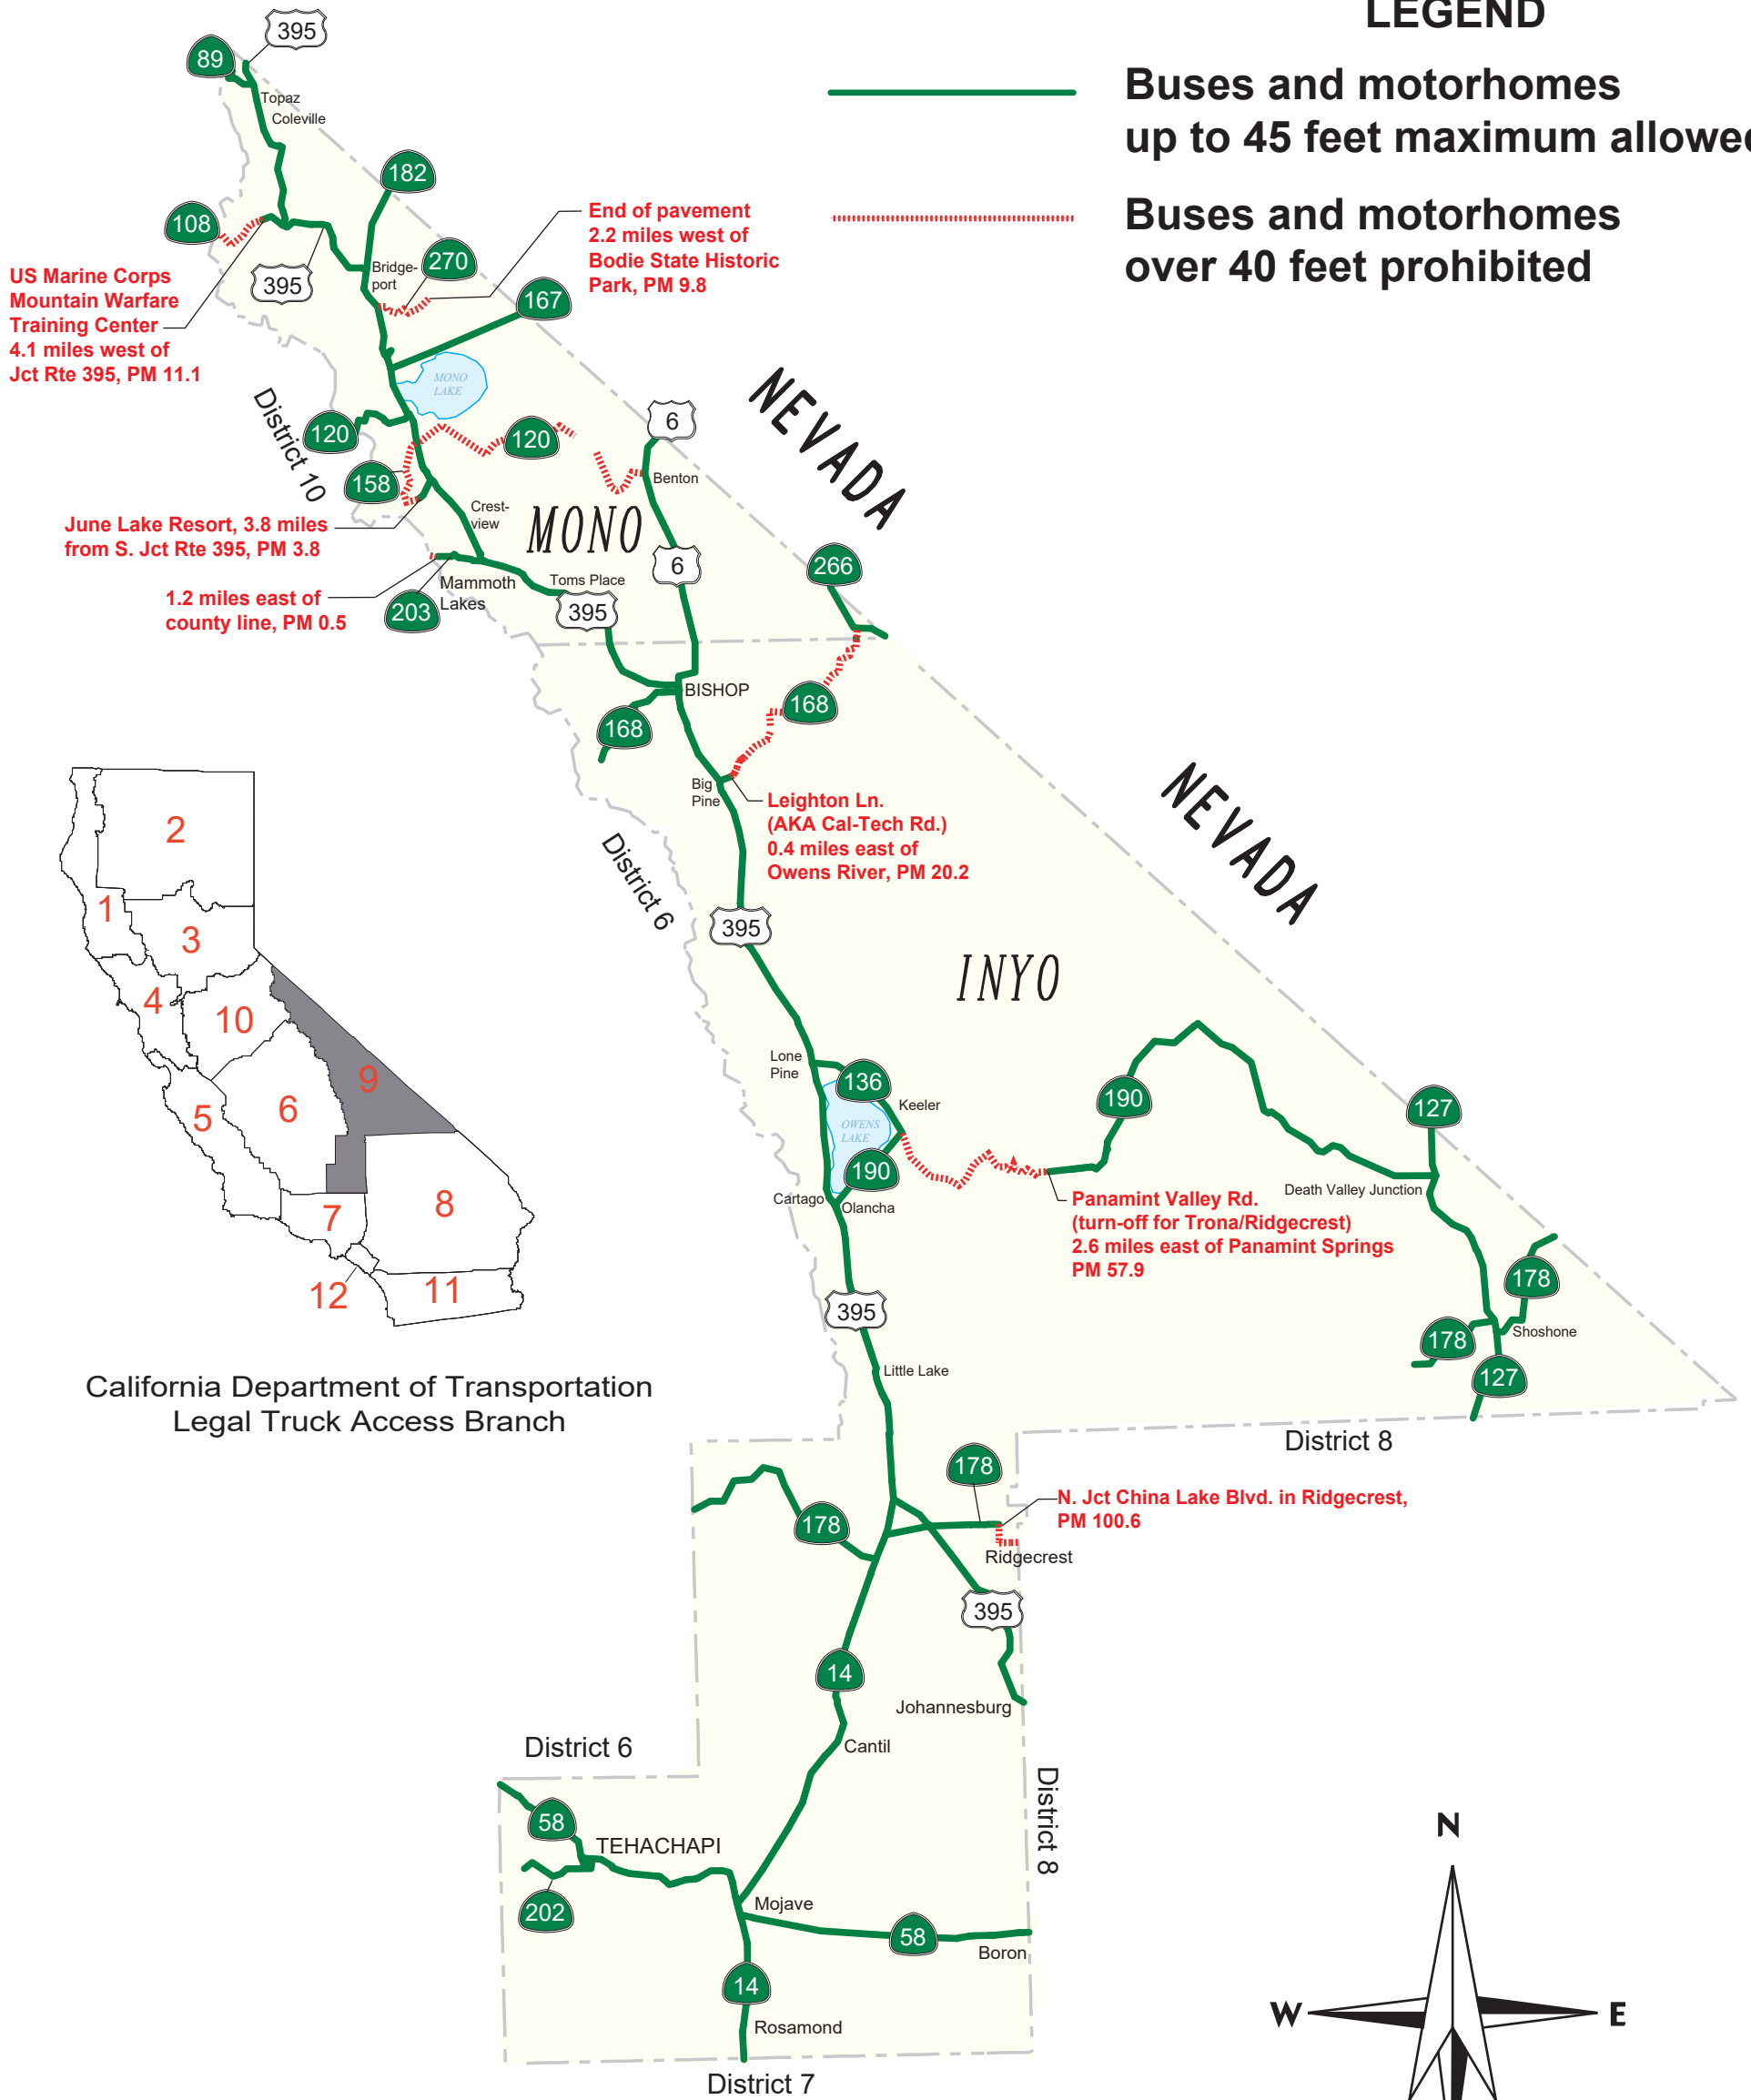 LEGEND
Buses and motorhomes
up to 45 feet maximum allowed
Buses and motorhomes
over 40 feet prohibited
395
89
Topaz
Coleville
182
108
End of pavement
2.2 miles west of
Bodie State Historic
Park, PM 9.8
270
395
Bridge-
port
US Marine Corps
Mountain Warfare
Training Center
4.1 miles west of
Jct Rte 395, PM 11.1
167
MONO
LAKE
District 10
120
120
6
NEVADA
158
Benton
Crest-
view
MONO
June Lake Resort, 3.8 miles
from S. Jct Rte 395, PM 3.8
6
266
Mammoth
Lakes
Toms Place
1.2 miles east of
county line, PM 0.5
203
395
BISHOP
168
168
Big
Pine
Leighton Ln.
(AKA Cal-Tech Rd.)
0.4 miles east of
Owens River, PM 20.2
NEVADA
District 6
395
INYO
2
1
3
4
10
9
5
6
8
7
12
11
California Department of Transportation
Legal Truck Access Branch
Lone
Pine
136
Keeler
OWENS
LAKE
190
190
127
Cartago
Olancha
Death Valley Junction
Panamint Valley Rd.
(turn-off for Trona/Ridgecrest)
2.6 miles east of Panamint Springs
PM 57.9
178
395
Shoshone
178
127
Little Lake
District 8
178
N. Jct China Lake Blvd. in Ridgecrest,
PM 100.6
178
Ridgecrest
395
14
Johannesburg
Cantil
District 6
District 8
58
TEHACHAPI
202
Mojave
58
Boron
14
Rosamond
District 7
N
W
E